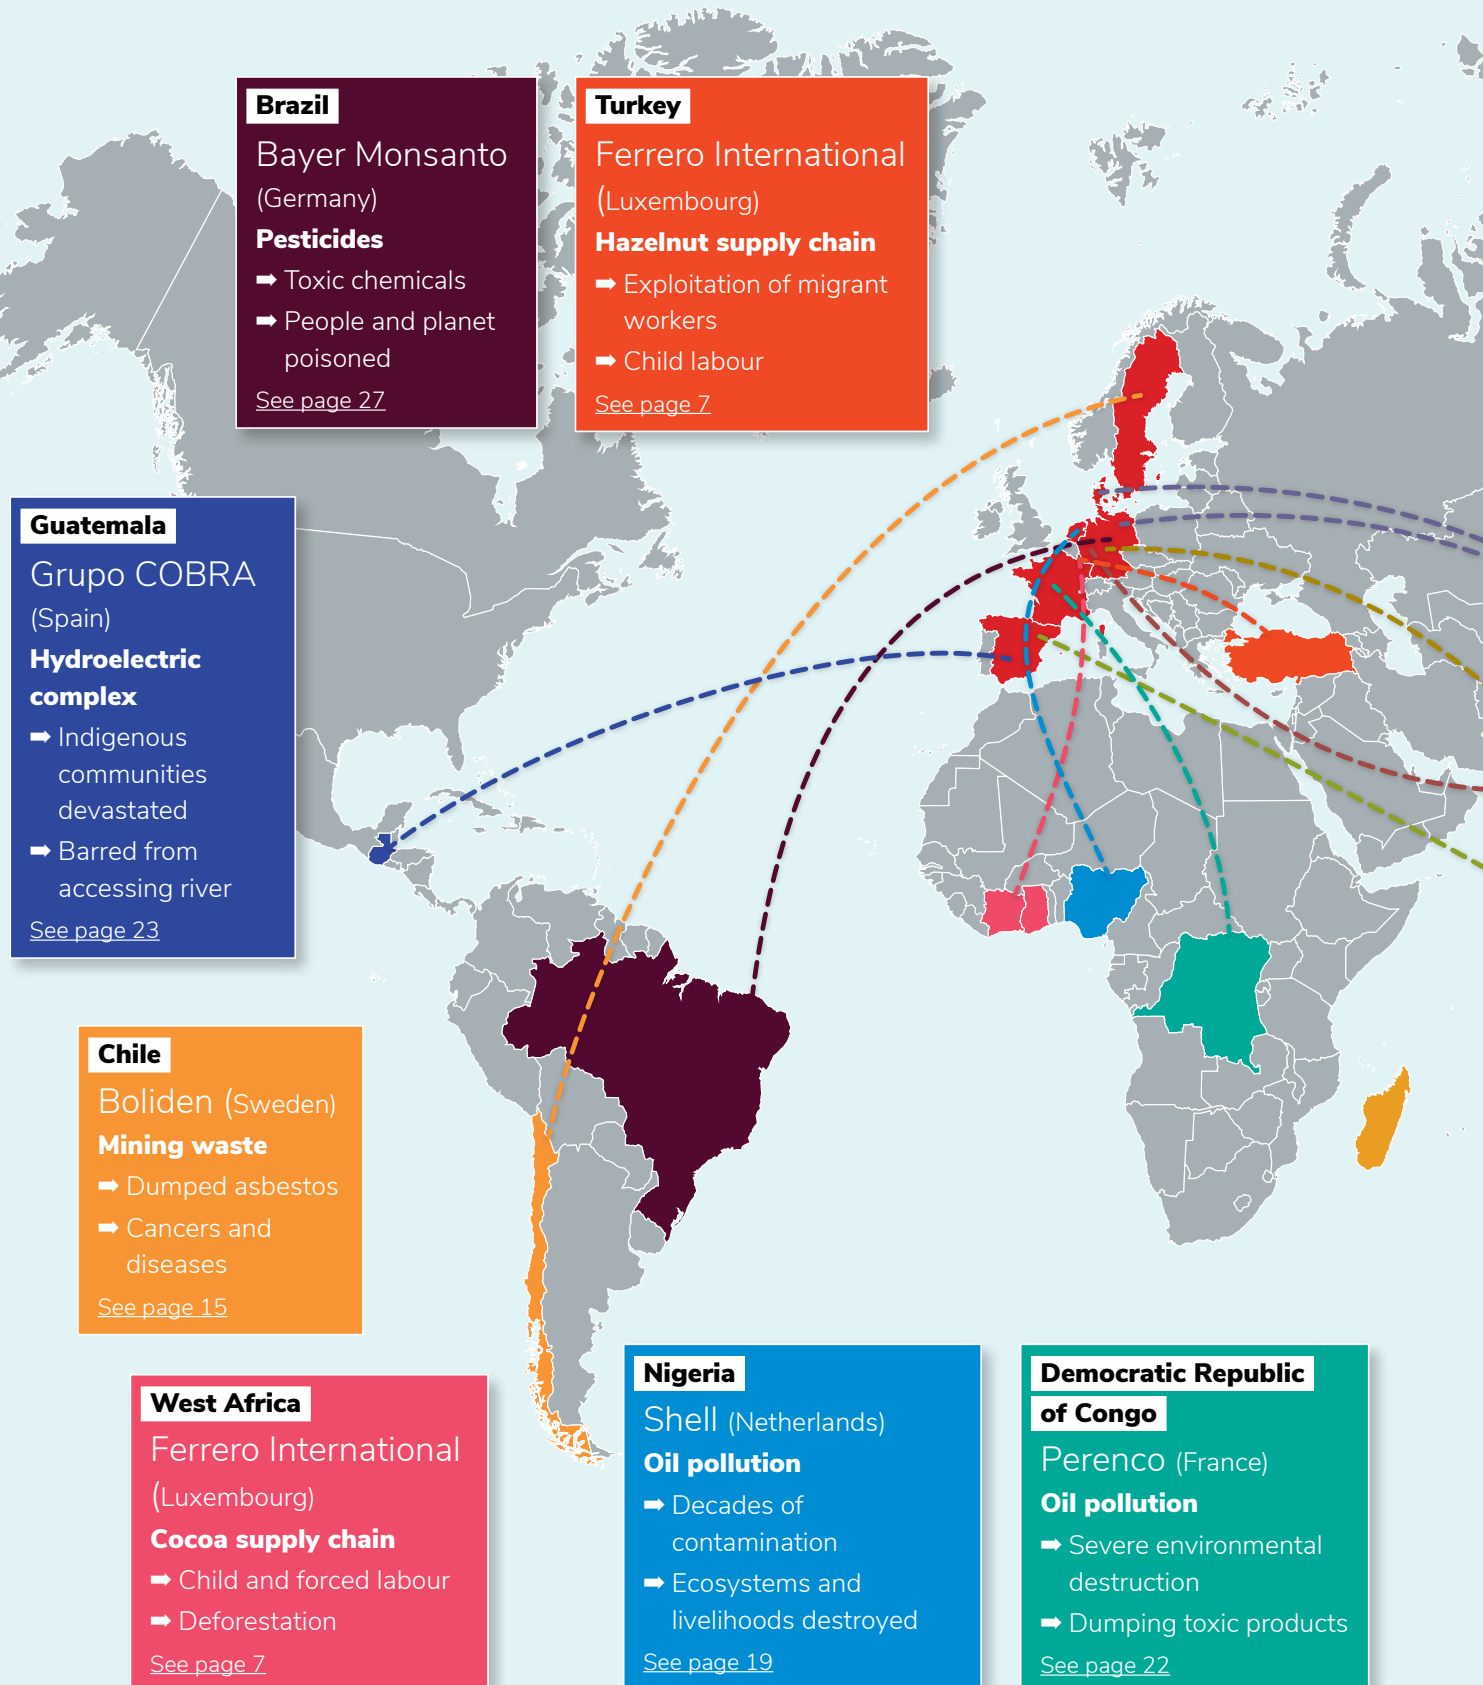 Brazil
Bayer Monsanto
(Germany)
Pesticides
➡ Toxic chemicals
➡ People and planet
poisoned
See page 27
Turkey
Ferrero International
(Luxembourg)
Hazelnut supply chain
➡ Exploitation of migrant
workers
➡ Child labour
See page 7
Guatemala
Grupo COBRA
(Spain)
Hydroelectric
complex
➡ Indigenous
communities
devastated
➡ Barred from
accessing river
See page 23
Chile
Boliden (Sweden)
Mining waste
➡ Dumped asbestos
➡ Cancers and
diseases
See page 15
West Africa
Ferrero International
(Luxembourg)
Cocoa supply chain
➡ Child and forced labour
➡ Deforestation
See page 7
Nigeria
Shell (Netherlands)
Oil pollution
➡ Decades of
contamination
➡ Ecosystems and
livelihoods destroyed
See page 19
Democratic Republic
of Congo
Perenco (France)
Oil pollution
➡ Severe environmental
destruction
➡ Dumping toxic products
See page 22